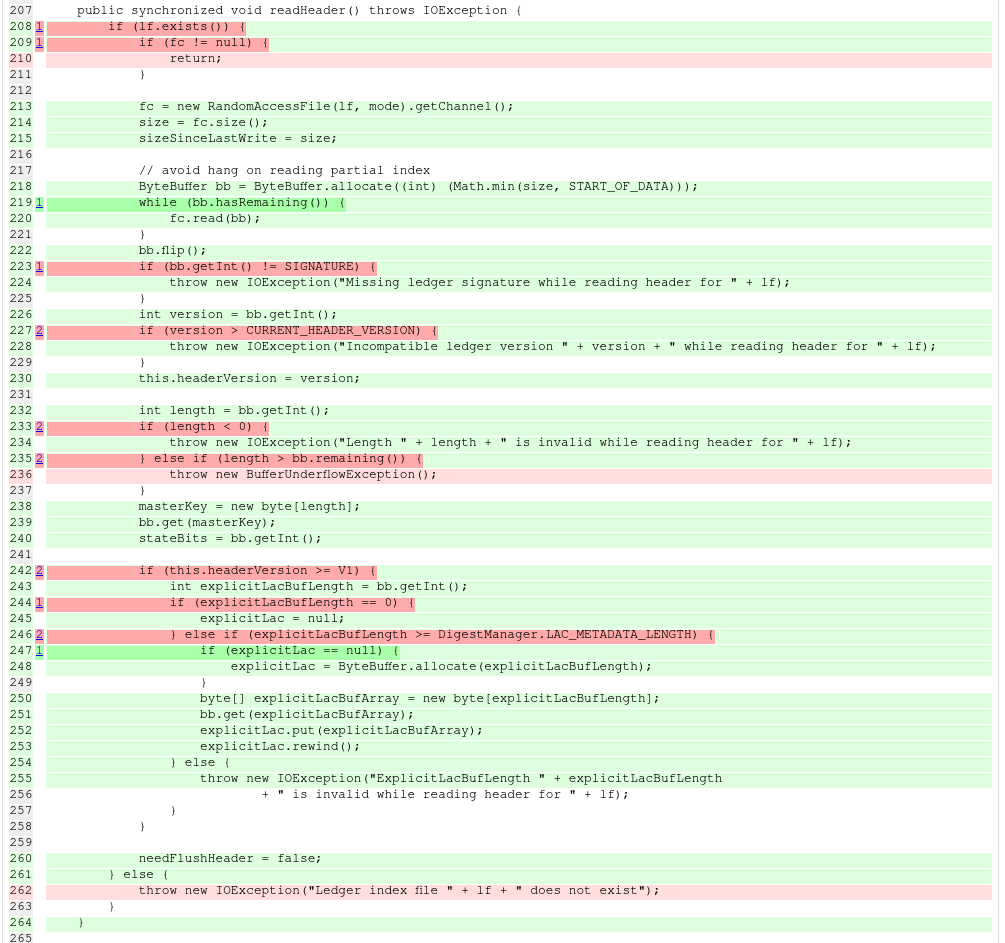 207 public synchronized void readHeader() throws IOException {
208 1 if (lf.exists()) {
209 1 if (fc != null) {
210 return;
211 }
212
213 fc = new RandomAccessFile(lf, mode).getChannel();
214 size = fc.size();
215 sizeSinceLastWrite = size;
216
217 // avoid hang on reading partial index
218 ByteBuffer bb = ByteBuffer.allocate((int) (Math.min(size, START_OF_DATA)));
219 1 while (bb.hasRemaining()) {
220 fc.read(bb);
221 }
222 bb.flip();
223 1 if (bb.getInt() != SIGNATURE) {
224 throw new IOException("Missing ledger signature while reading header for " + lf);
225 }
226 int version = bb.getInt();
227 2 if (version > CURRENT_HEADER_VERSION) {
228 throw new IOException("Incompatible ledger version " + version + " while reading header for " + lf);
229 }
230 this.headerVersion = version;
231
232 int length = bb.getInt();
233 2 if (length < 0) {
234 throw new IOException("Length " + length + " is invalid while reading header for " + lf);
235 2 } else if (length > bb.remaining()) {
236 throw new BufferUnderflowException();
237 }
238 masterKey = new byte[length];
239 bb.get(masterKey);
240 stateBits = bb.getInt();
241
242 2 if (this.headerVersion >= V1) {
243 int explicitLacBufLength = bb.getInt();
244 1 if (explicitLacBufLength == 0) {
245 explicitLac = null;
246 2 } else if (explicitLacBufLength >= DigestManager.LAC_METADATA_LENGTH) {
247 1 if (explicitLac == null) {
248 explicitLac = ByteBuffer.allocate(explicitLacBufLength);
249 }
250 byte[] explicitLacBufArray = new byte[explicitLacBufLength];
251 bb.get(explicitLacBufArray);
252 explicitLac.put(explicitLacBufArray);
253 explicitLac.rewind();
254 } else {
255 throw new IOException("ExplicitLacBufLength " + explicitLacBufLength
256 + " is invalid while reading header for " + lf);
257 }
258 }
259
260 needFlushHeader = false;
261 } else {
262 throw new IOException("Ledger index file " + lf + " does not exist");
263 }
264 }
265